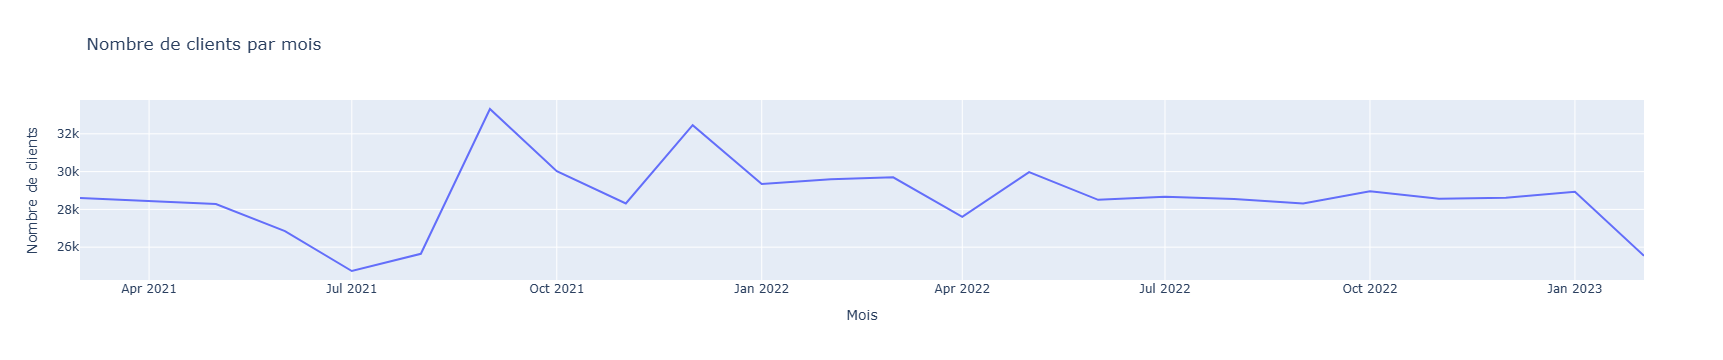 Nombre de clients par mois
Nombre de clients
32k
30k
28k
26k
Apr 2021 Jul 2021 Oct 2021 Jan 2022 Apr 2022 Jul 2022 Oct 2022 Jan 2023
Mois